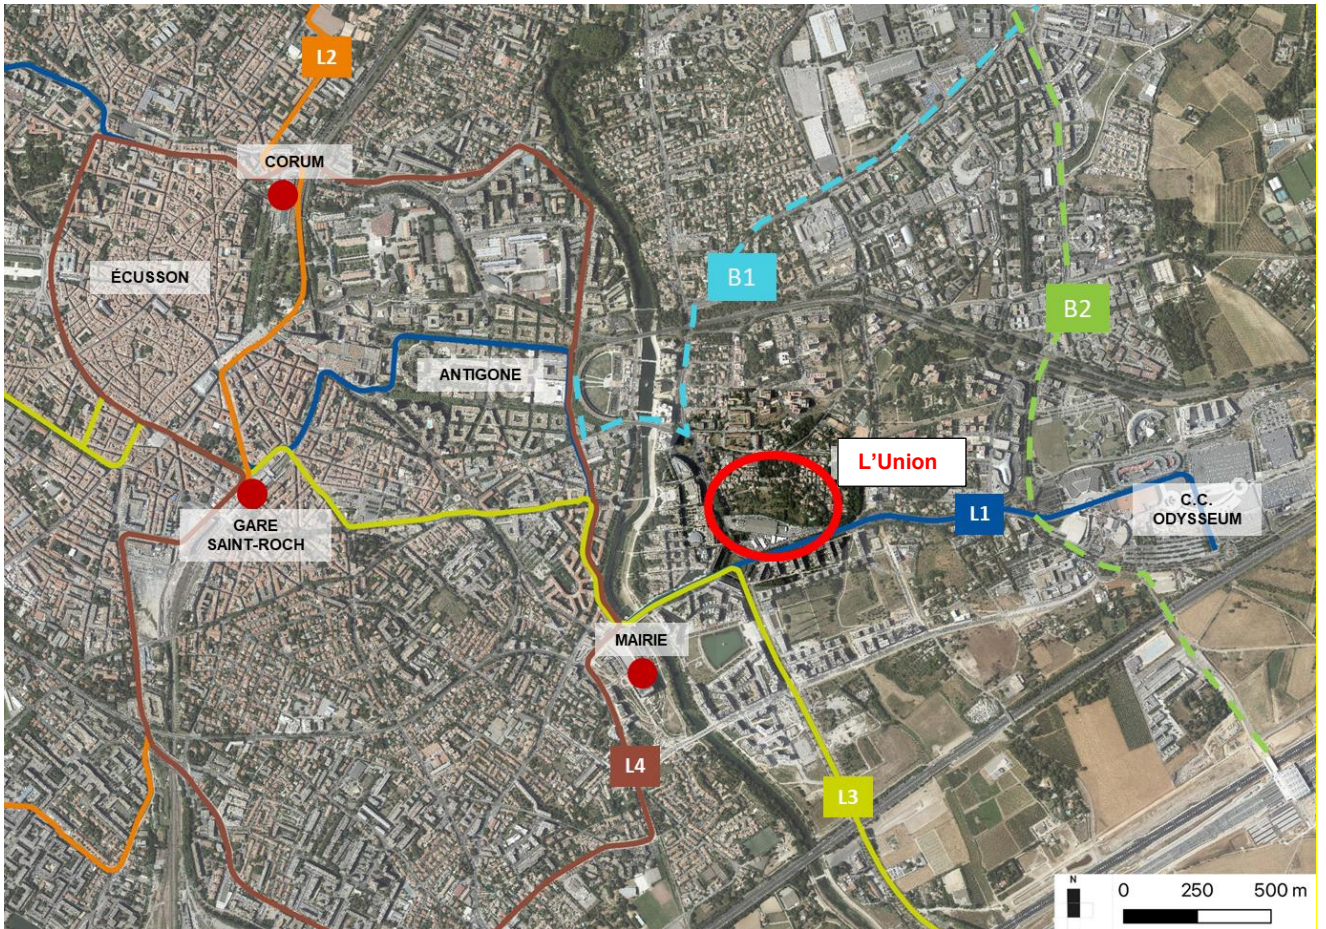 L2
CORUM
ÉCUSSON
B1
B2
ANTIGONE
L'Union
L1
C.C.
ODYSSEUM
GARE
SAINT-ROCH
MAIRIE
L4
L3
N
0 250 500 m